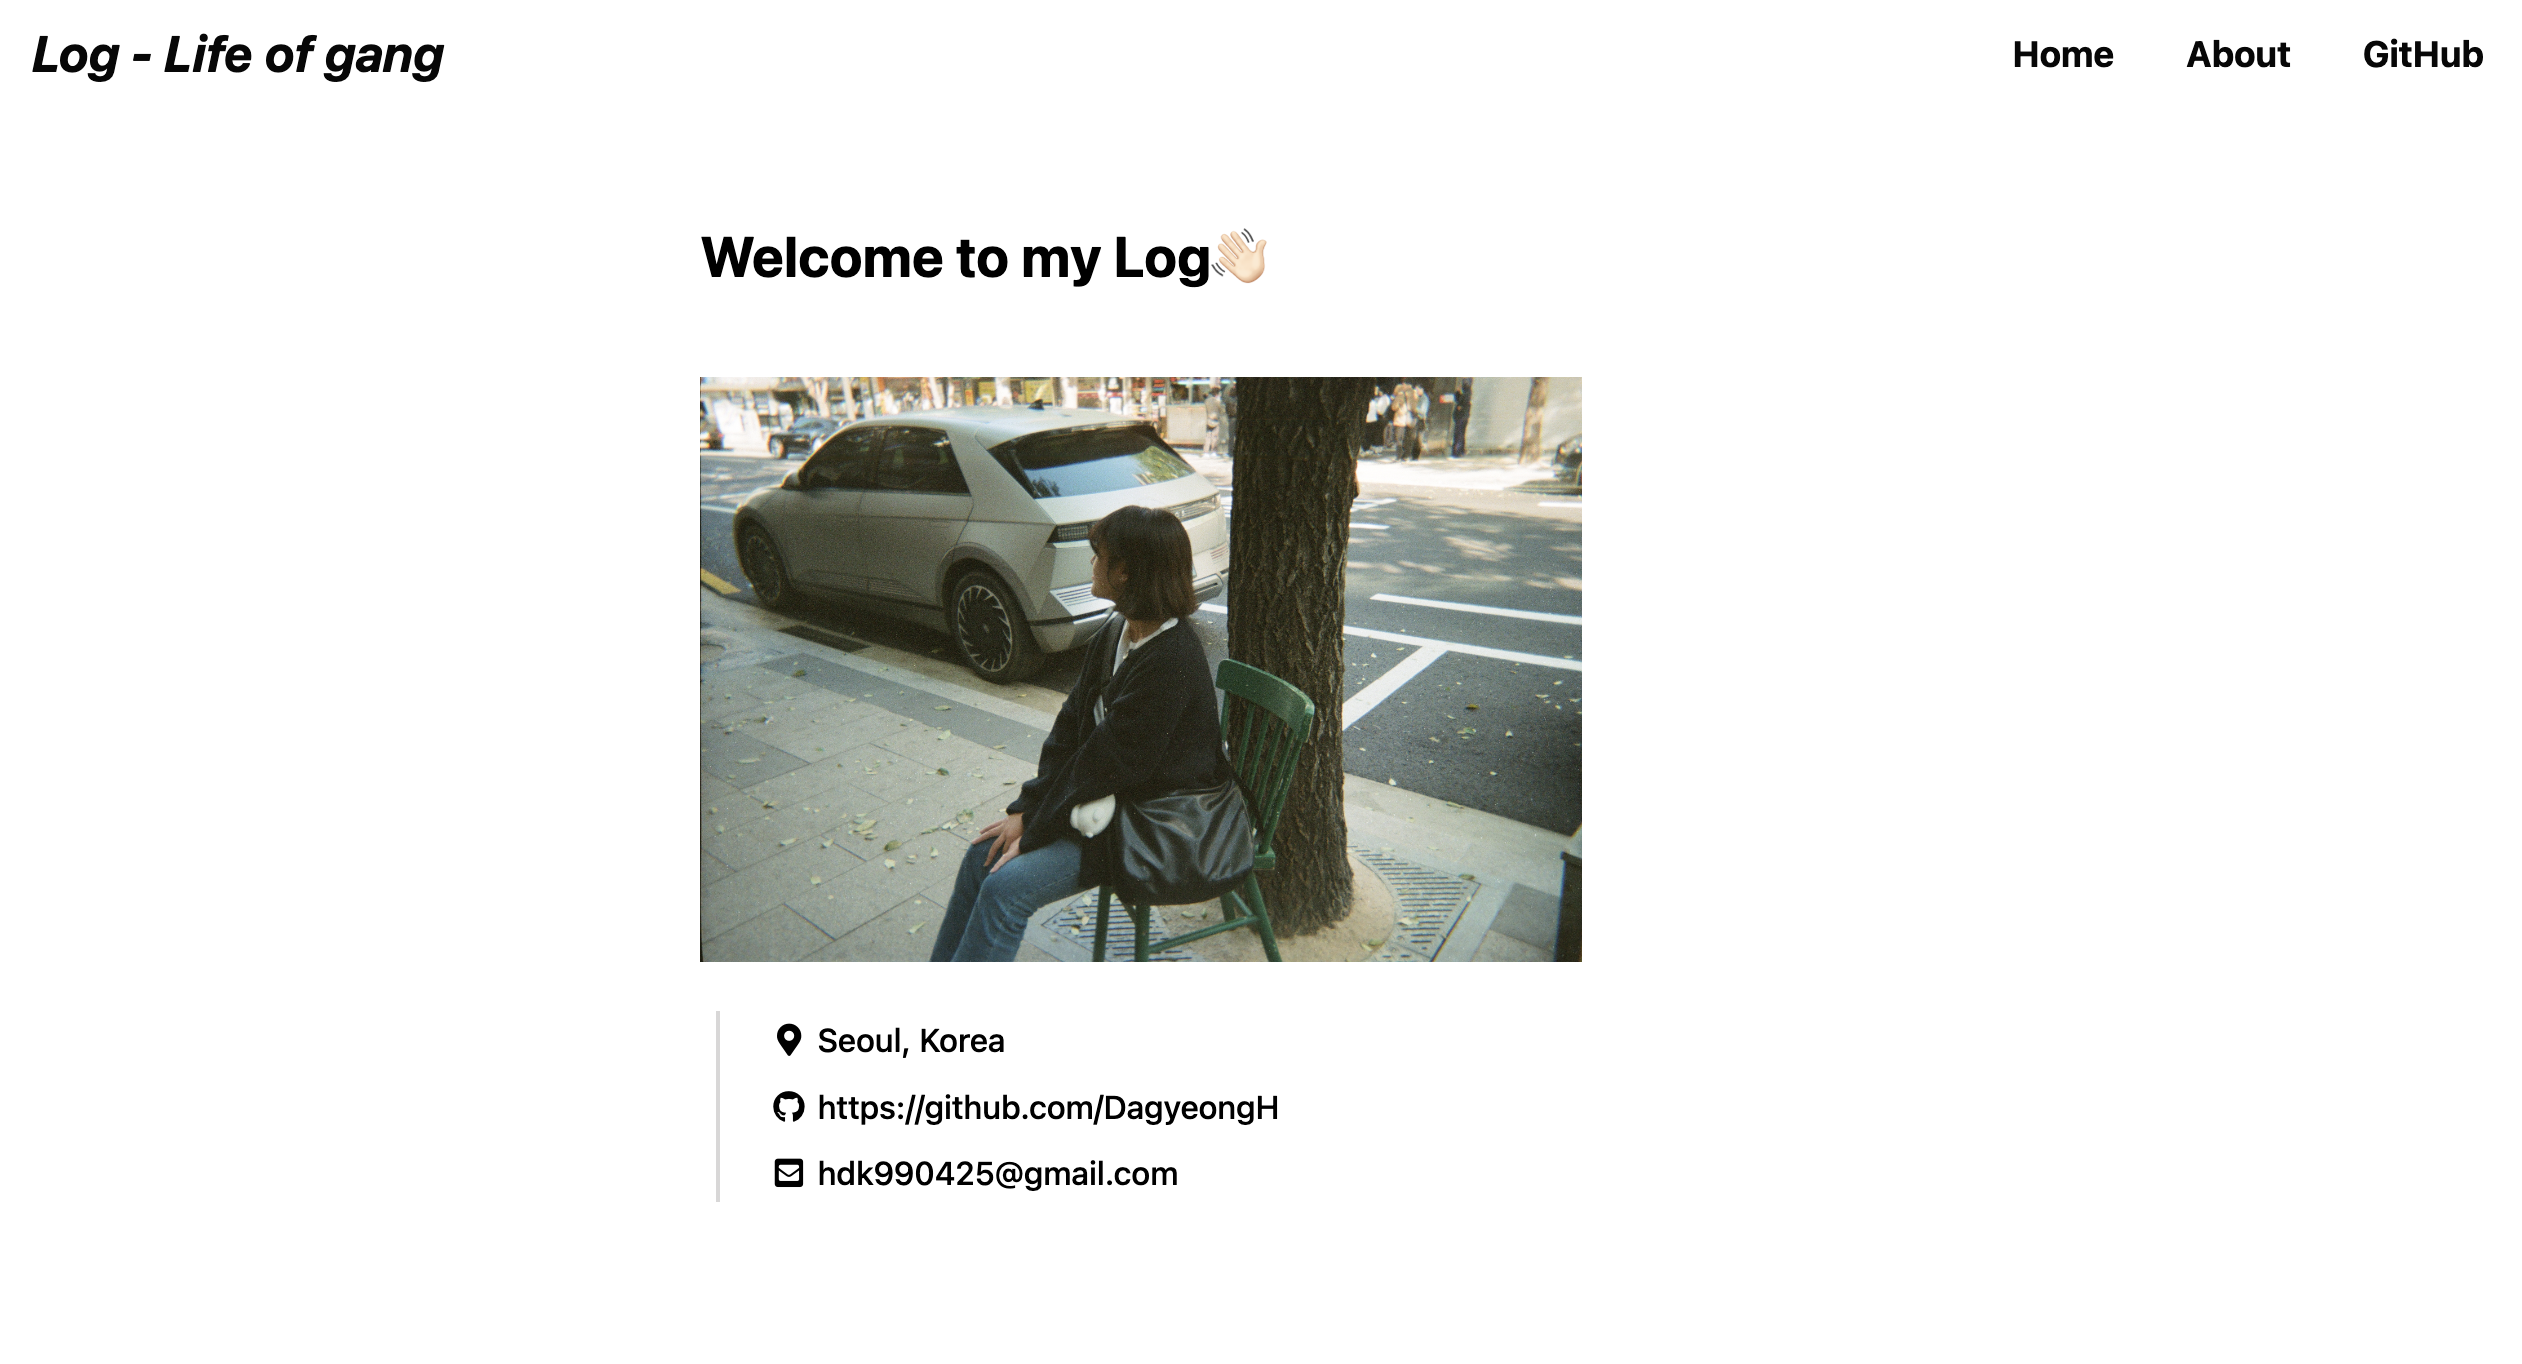 Log - Life of gang
Home About GitHub
Welcome to my Log👋🏻
Seoul, Korea
https://github.com/DagyeongH
hdk990425@gmail.com